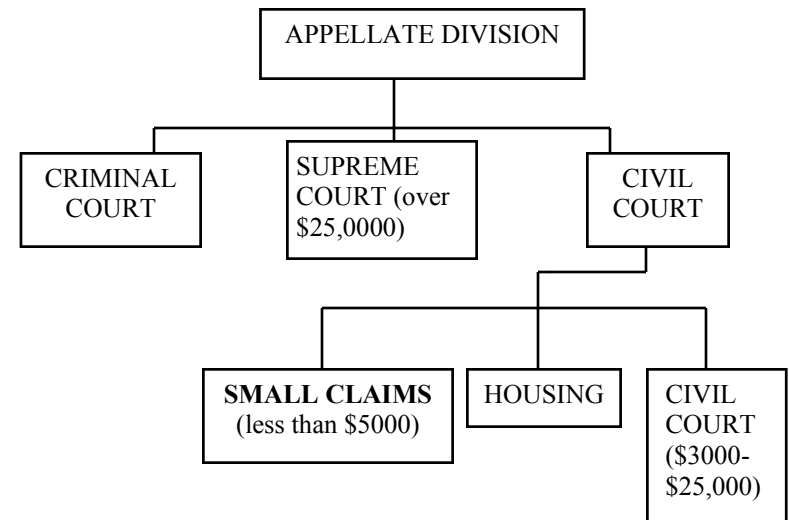 APPELLATE DIVISION
CRIMINAL
COURT
SUPREME
COURT (over
$25,0000)
CIVIL
COURT
SMALL CLAIMS
(less than $5000)
HOUSING
CIVIL
COURT
($3000-
$25,000)